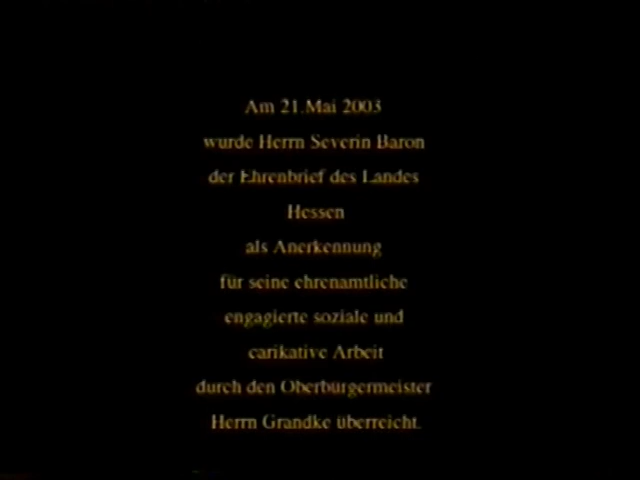 Am 21.Mai 2003
wurde Herrn Severin Baron
der Ehrenbrief des Landes
Hessen
als Anerkennung
für seine ehrenamtliche
engagierte soziale und
carikative Arbeit
durch den Oberbürgermeister
Herrn Grandke überreicht.